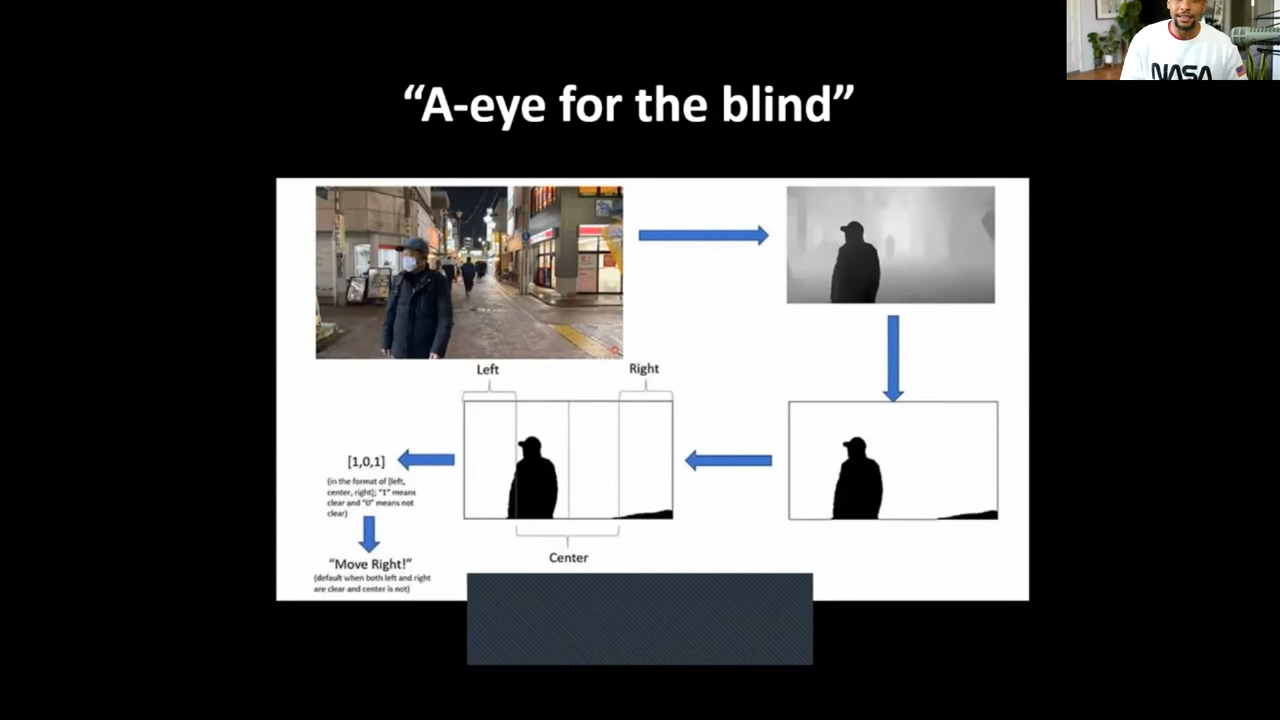 NASA
“A-eye for the blind”
Left
Right
[1,0,1]
(in the format of [left,
center, right]; "1" means
clear and "0" means not
clear)
Center
“Move Right!”
(default when both left and right
are clear and center is not)